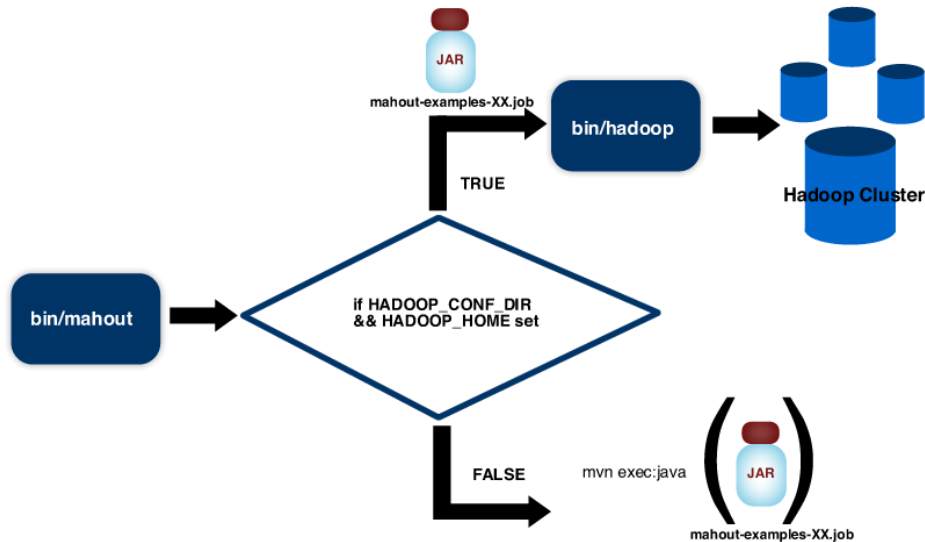 JAR
mahout-examples-XX.job
bin/hadoop
TRUE
Hadoop Cluster
bin/mahout
if HADOOP_CONF_DIR
&& HADOOP_HOME set
FALSE
mvn exec:java
(
JAR
)
mahout-examples-XX.job